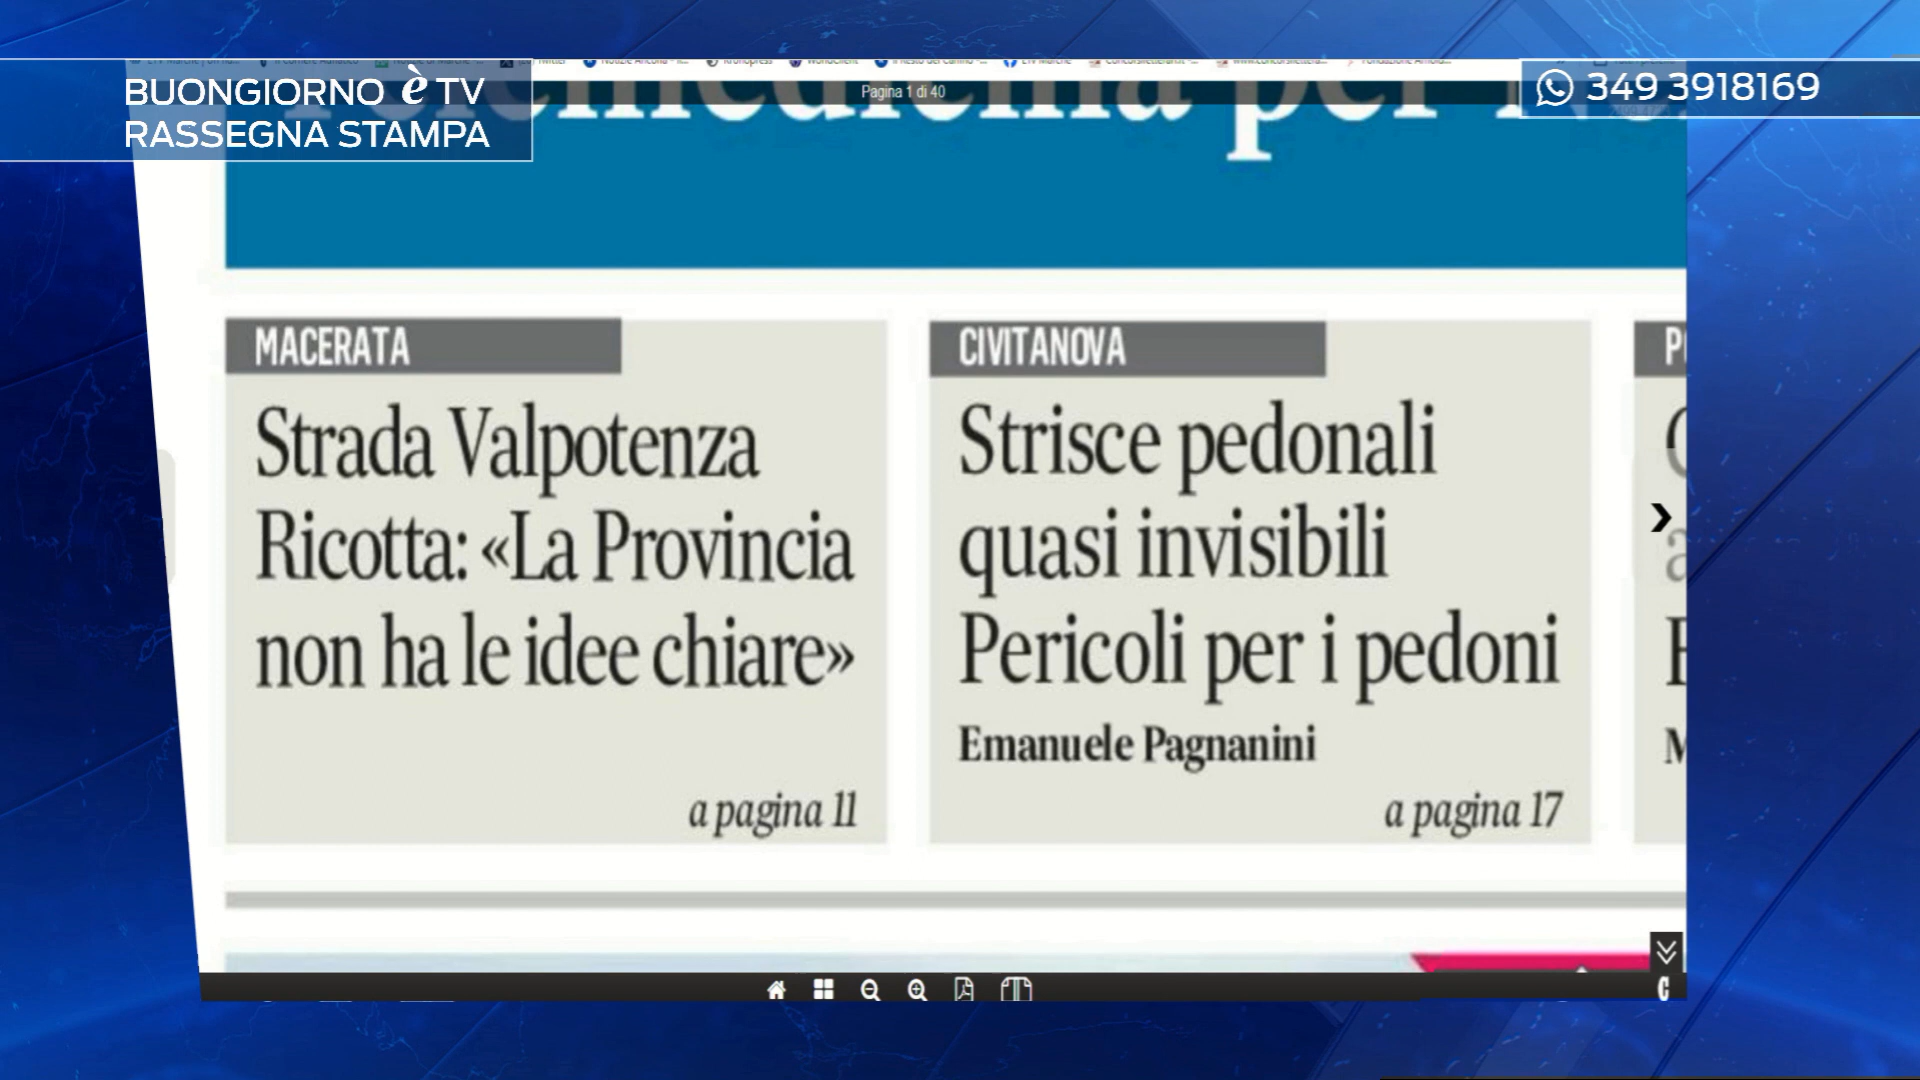 BUONGIORNO è TV
RASSEGNA STAMPA
349 3918169
Pagina 1 di 40
MACERATA
Strada Valpotenza
Ricotta: «La Provincia
non ha le idee chiare»
a pagina 11
CIVITANOVA
Strisce pedonali
quasi invisibili
Pericoli per i pedoni
Emanuele Pagnanini
a pagina 17